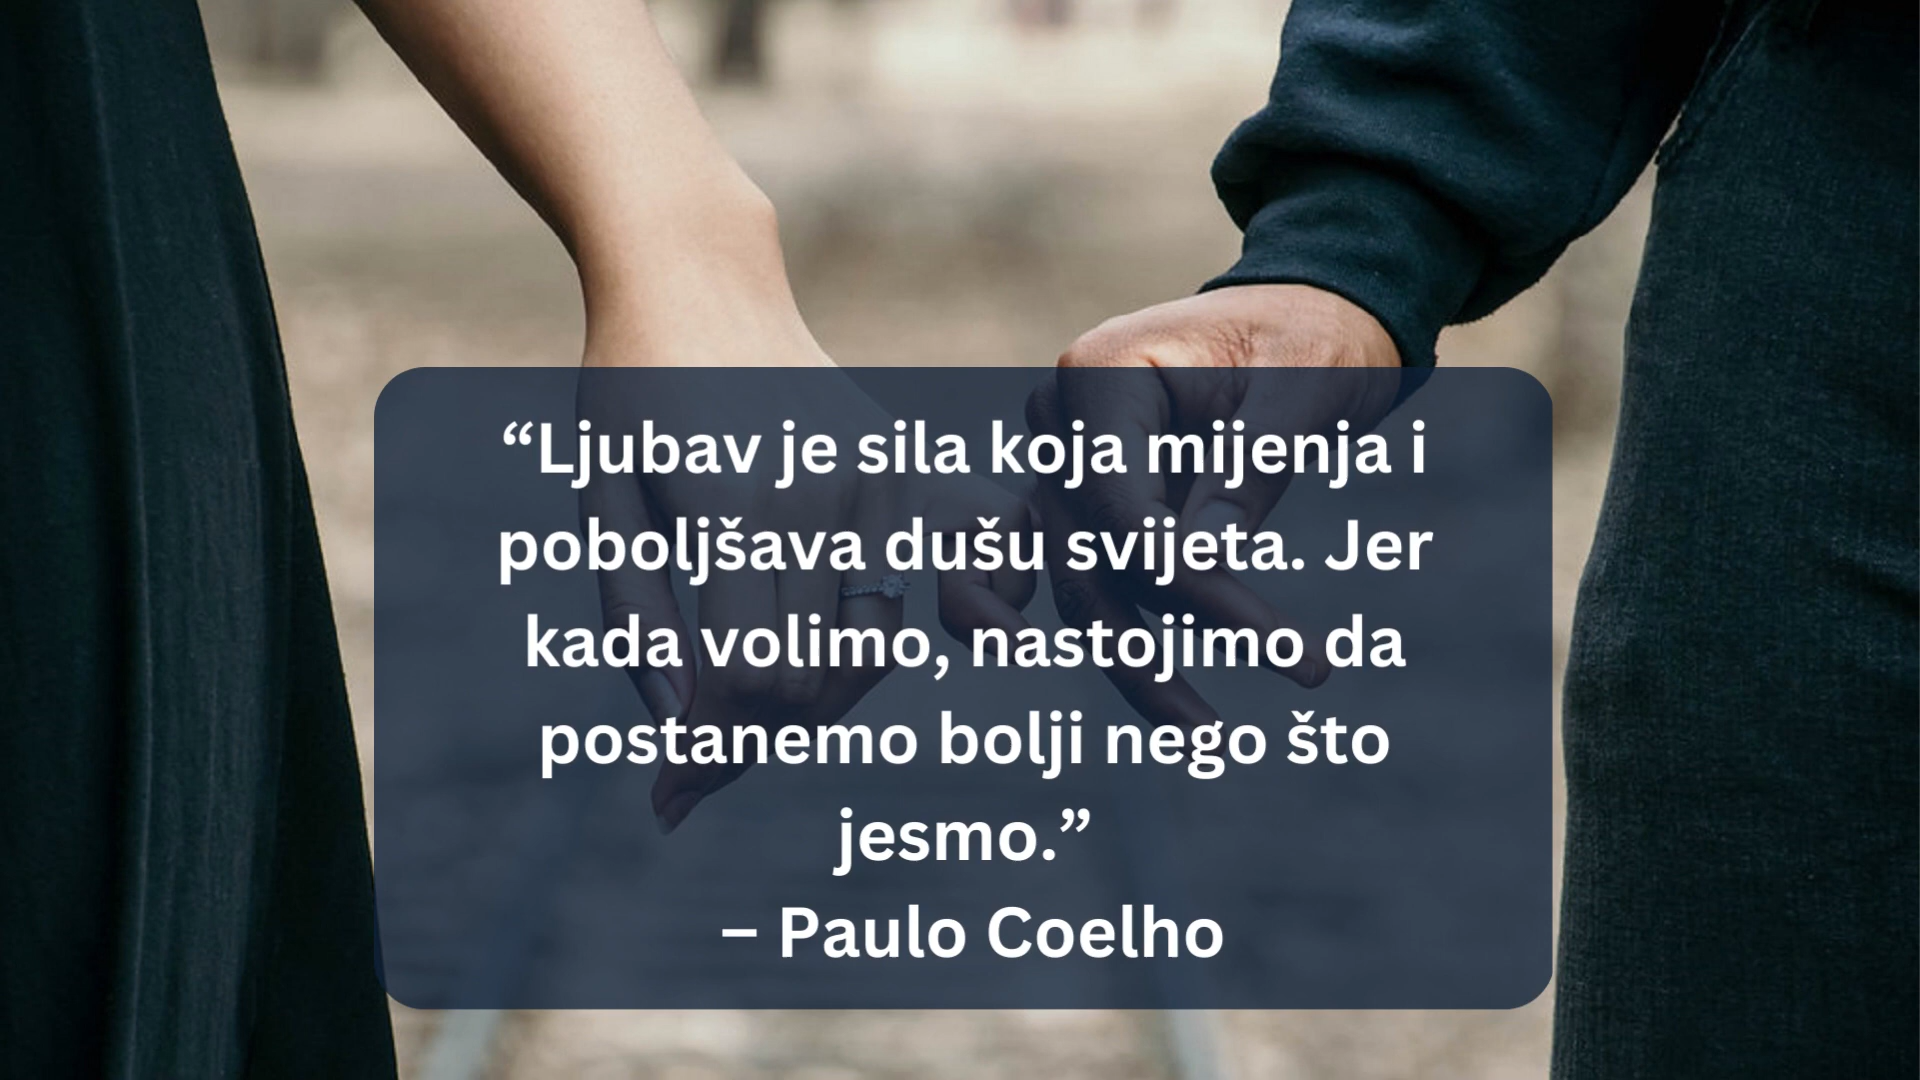 “Ljubav je sila koja mijenja i
poboljšava dušu svijeta. Jer
kada volimo, nastojimo da
postanemo bolji nego što
jesmo.”
– Paulo Coelho